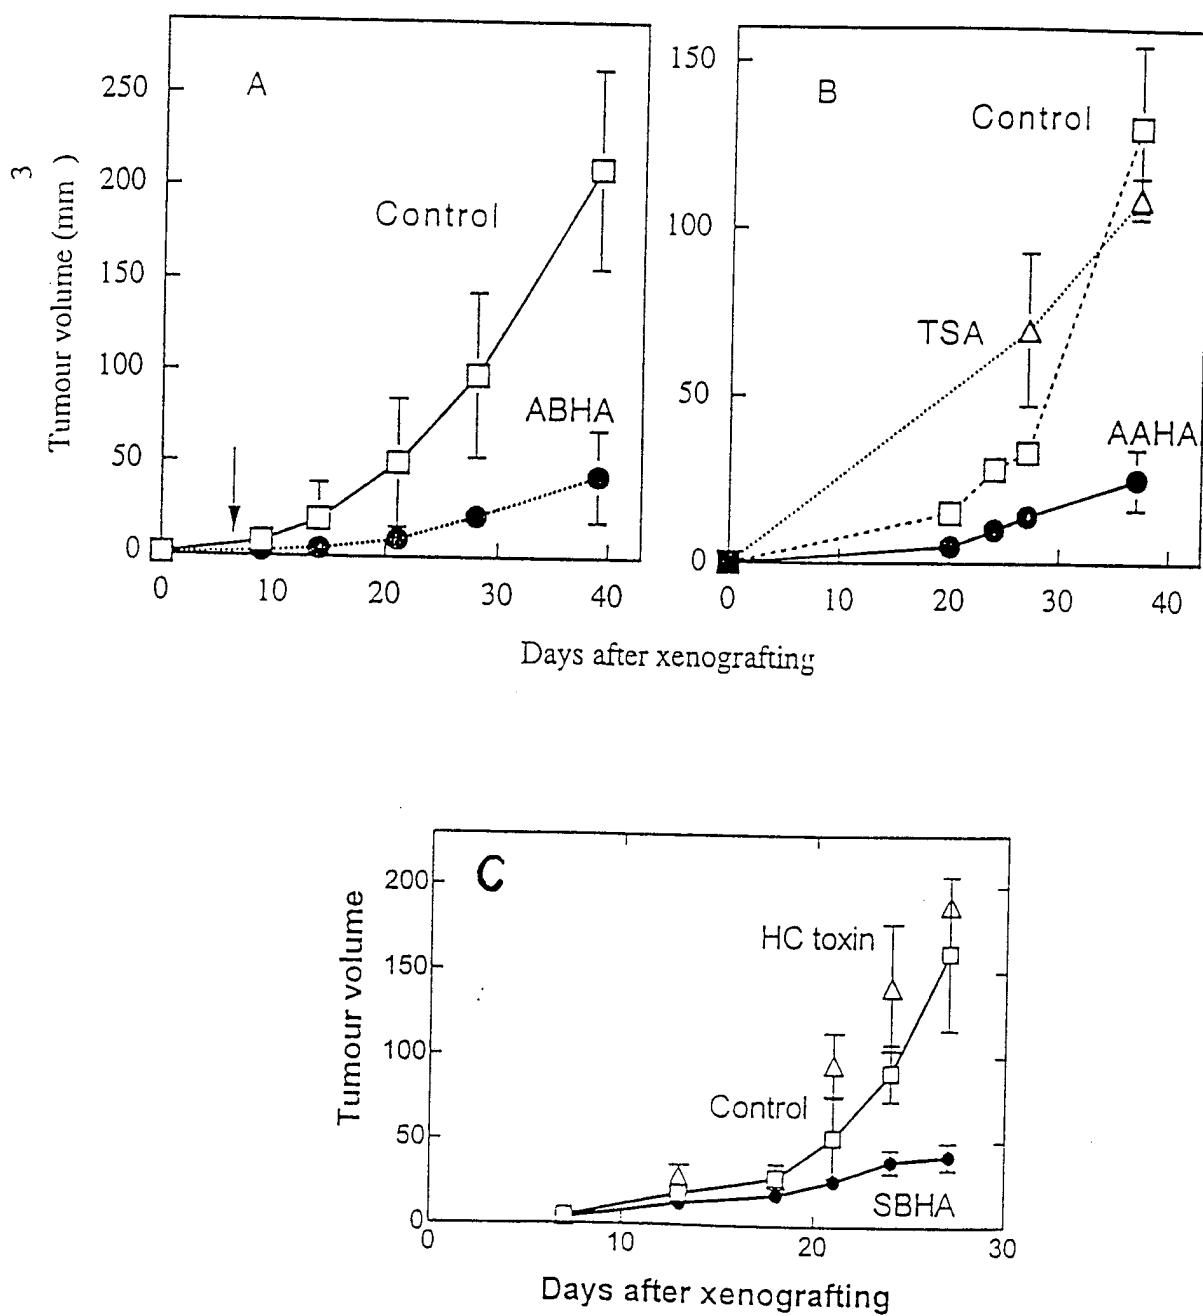 A
250
200
150
100
50
0
Tumour volume (mm3)
Control
ABHA
0 10 20 30 40
B
150
100
50
0
Control
TSA
AAHA
0 10 20 30 40
Days after xenografting
C
200
150
100
50
0
Tumour volume
HC toxin
Control
SBHA
0 10 20 30
Days after xenografting